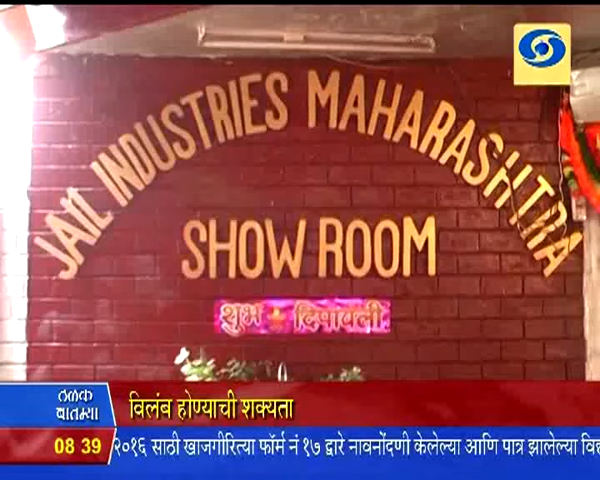 JAIL INDUSTRIES MAHARASHTRA
SHOW ROOM
शुभ दिपावली
ठळक
बातम्या
विलंब होण्याची शक्यता
08 39
२०१६ साठी खाजगीरित्या फॉर्म नं १७ द्वारे नावनोंदणी केलेल्या आणि पात्र झालेल्या